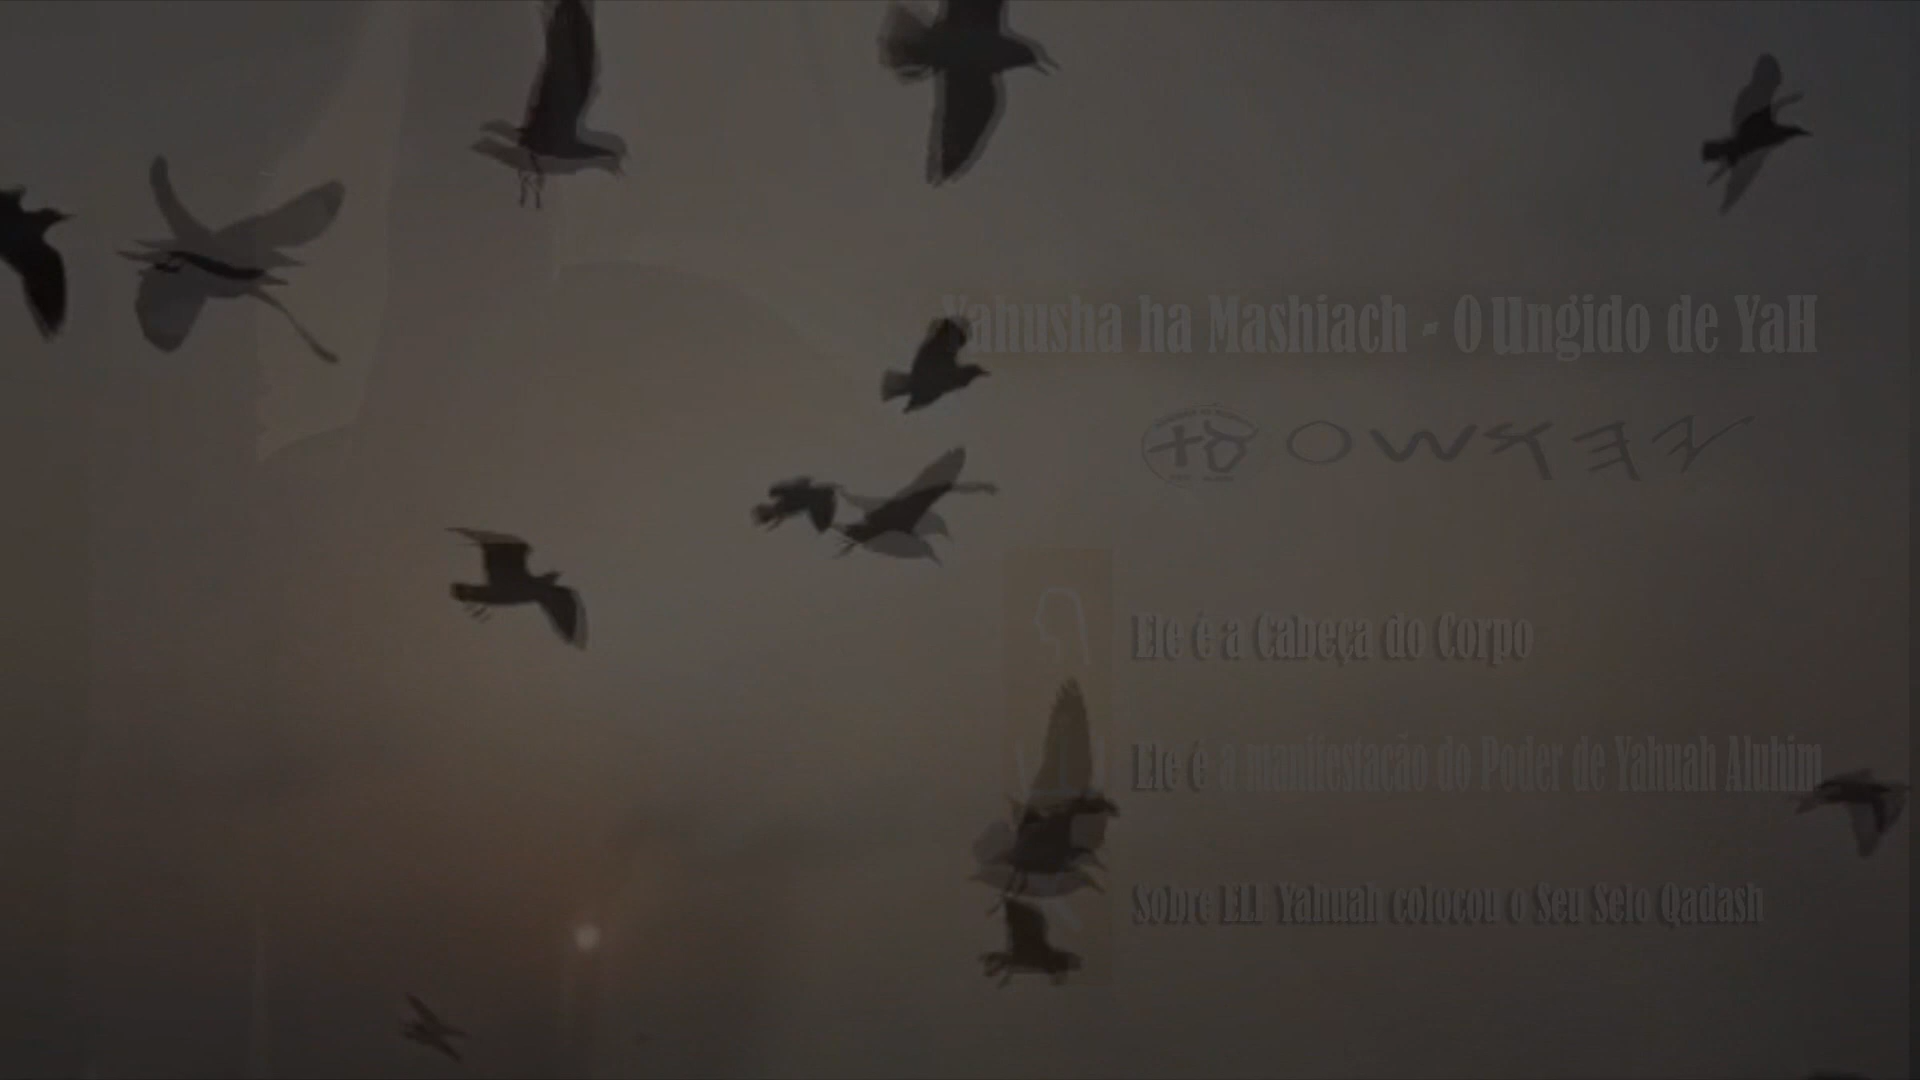 Yahusha ha Mashiach - O Ungido de YaH
𐤉𐤄𐤅𐤔𐤏
Ele é a Cabeça do Corpo
Ele é a manifestação do Poder de Yahuah Aluhim
Sobre ELE Yahuah colocou o Seu Selo Qadash